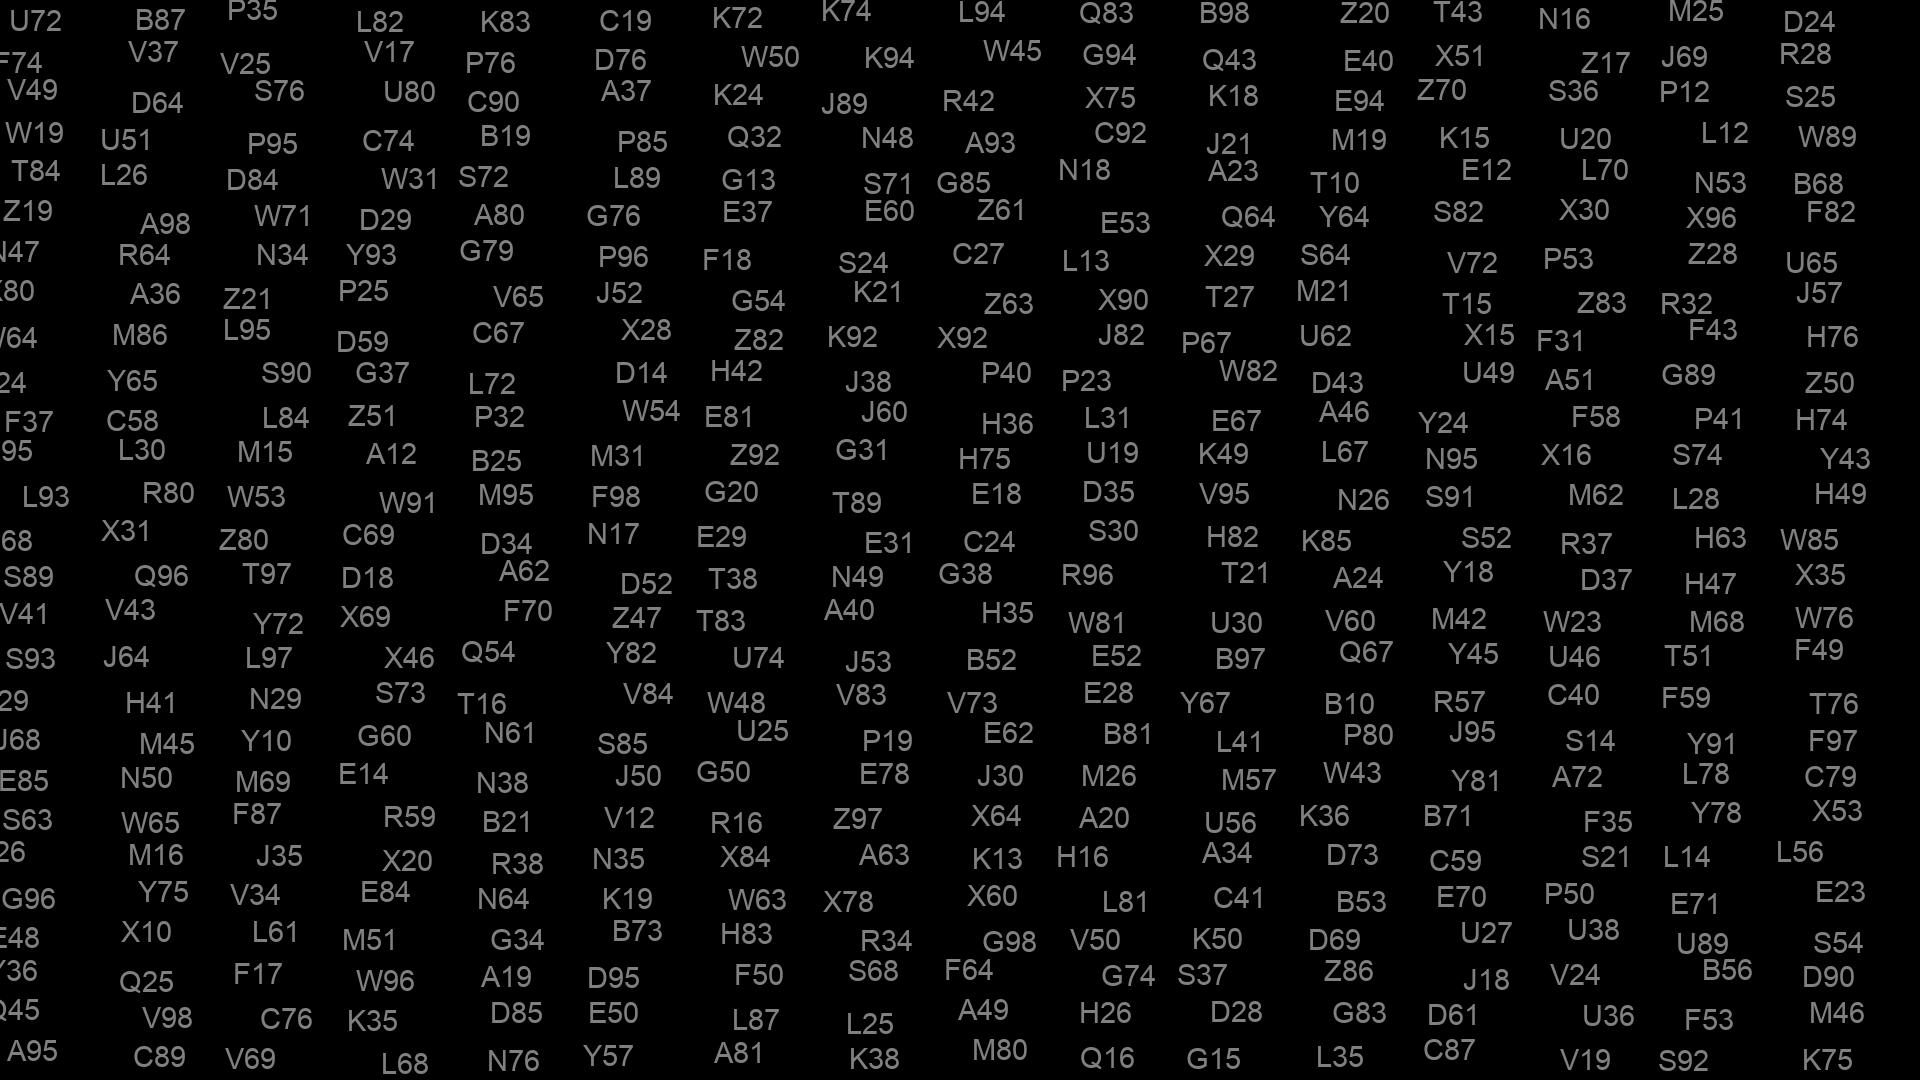 U72 B87 P35 L82 K83 C19 K72 K74 L94 Q83 B98 Z20 T43 N16 M25 D24
F74 V37 V25 V17 P76 D76 W50 K94 W45 G94 Q43 E40 X51 Z17 J69 R28
V49 D64 S76 U80 C90 A37 K24 J89 R42 X75 K18 E94 Z70 S36 P12 S25
W19 U51 P95 C74 B19 P85 Q32 N48 A93 C92 J21 M19 K15 U20 L12 W89
T84 L26 D84 W31 S72 L89 G13 S71 G85 N18 A23 T10 E12 L70 N53 B68
Z19 A98 W71 D29 A80 G76 E37 E60 Z61 E53 Q64 Y64 S82 X30 X96 F82
N47 R64 N34 Y93 G79 P96 F18 S24 C27 L13 X29 S64 V72 P53 Z28 U65
80 A36 Z21 P25 V65 J52 G54 K21 Z63 X90 T27 M21 T15 Z83 R32 J57
64 M86 L95 D59 C67 X28 Z82 K92 X92 J82 P67 U62 X15 F31 F43 H76
24 Y65 S90 G37 L72 D14 H42 J38 P40 P23 W82 D43 U49 A51 G89 Z50
F37 C58 L84 Z51 P32 W54 E81 J60 H36 L31 E67 A46 Y24 F58 P41 H74
95 L30 M15 A12 B25 M31 Z92 G31 H75 U19 K49 L67 N95 X16 S74 Y43
L93 R80 W53 W91 M95 F98 G20 T89 E18 D35 V95 N26 S91 M62 L28 H49
68 X31 Z80 C69 D34 N17 E29 E31 C24 S30 H82 K85 S52 R37 H63 W85
S89 Q96 T97 D18 A62 D52 T38 N49 G38 R96 T21 A24 Y18 D37 H47 X35
V41 V43 Y72 X69 F70 Z47 T83 A40 H35 W81 U30 V60 M42 W23 M68 W76
S93 J64 L97 X46 Q54 Y82 U74 J53 B52 E52 B97 Q67 Y45 U46 T51 F49
29 H41 N29 S73 T16 V84 W48 V83 V73 E28 Y67 B10 R57 C40 F59 T76
J68 M45 Y10 G60 N61 S85 U25 P19 E62 B81 L41 P80 J95 S14 Y91 F97
E85 N50 M69 E14 N38 J50 G50 E78 J30 M26 M57 W43 Y81 A72 L78 C79
S63 W65 F87 R59 B21 V12 R16 Z97 X64 A20 U56 K36 B71 F35 Y78 X53
26 M16 J35 X20 R38 N35 X84 A63 K13 H16 A34 D73 C59 S21 L14 L56
G96 Y75 V34 E84 N64 K19 W63 X78 X60 L81 C41 B53 E70 P50 E71 E23
E48 X10 L61 M51 G34 B73 H83 R34 G98 V50 K50 D69 U27 U38 U89 S54
Y36 Q25 F17 W96 A19 D95 F50 S68 F64 G74 S37 Z86 J18 V24 B56 D90
Q45 V98 C76 K35 D85 E50 L87 L25 A49 H26 D28 G83 D61 U36 F53 M46
A95 C89 V69 L68 N76 Y57 A81 K38 M80 Q16 G15 L35 C87 V19 S92 K75